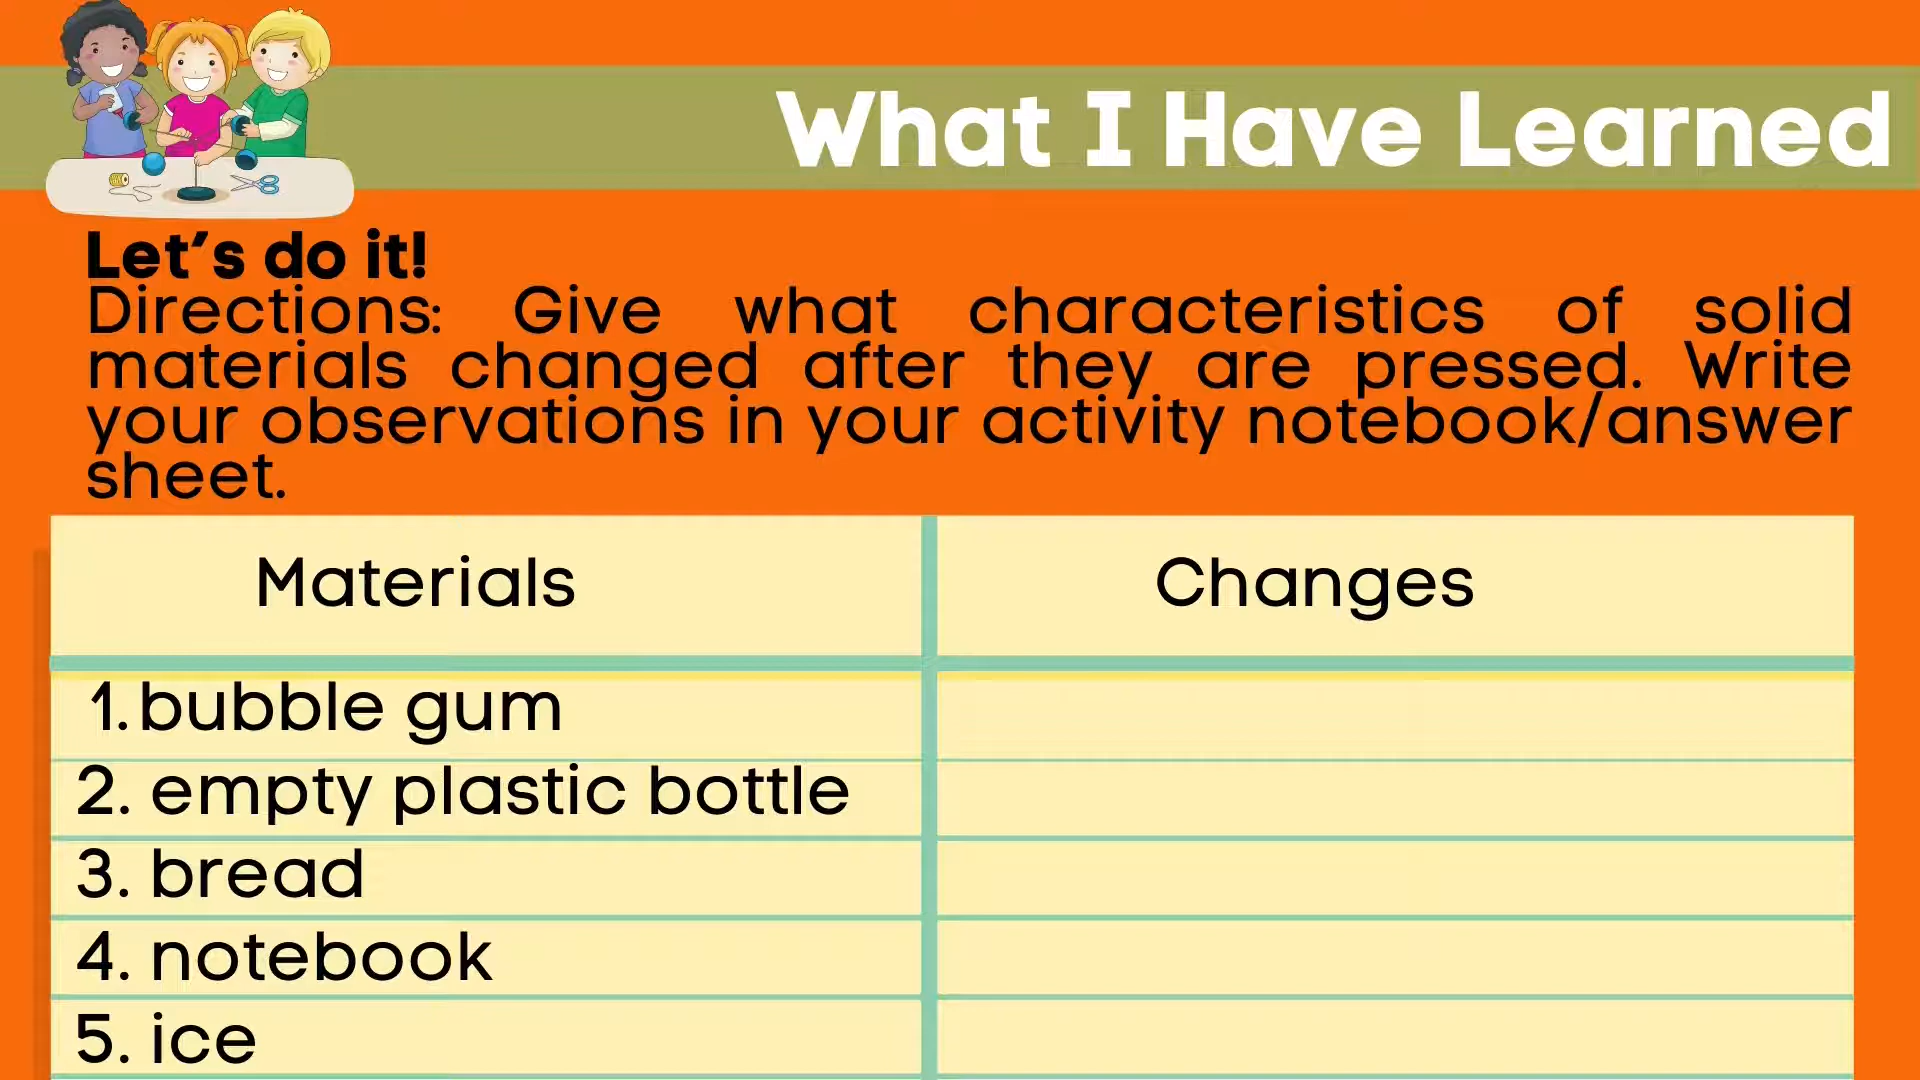 What I Have Learned
Let’s do it!
Directions: Give what characteristics of solid
materials changed after they are pressed. Write
your observations in your activity notebook/answer
sheet.
Materials
Changes
1. bubble gum
2. empty plastic bottle
3. bread
4. notebook
5. ice